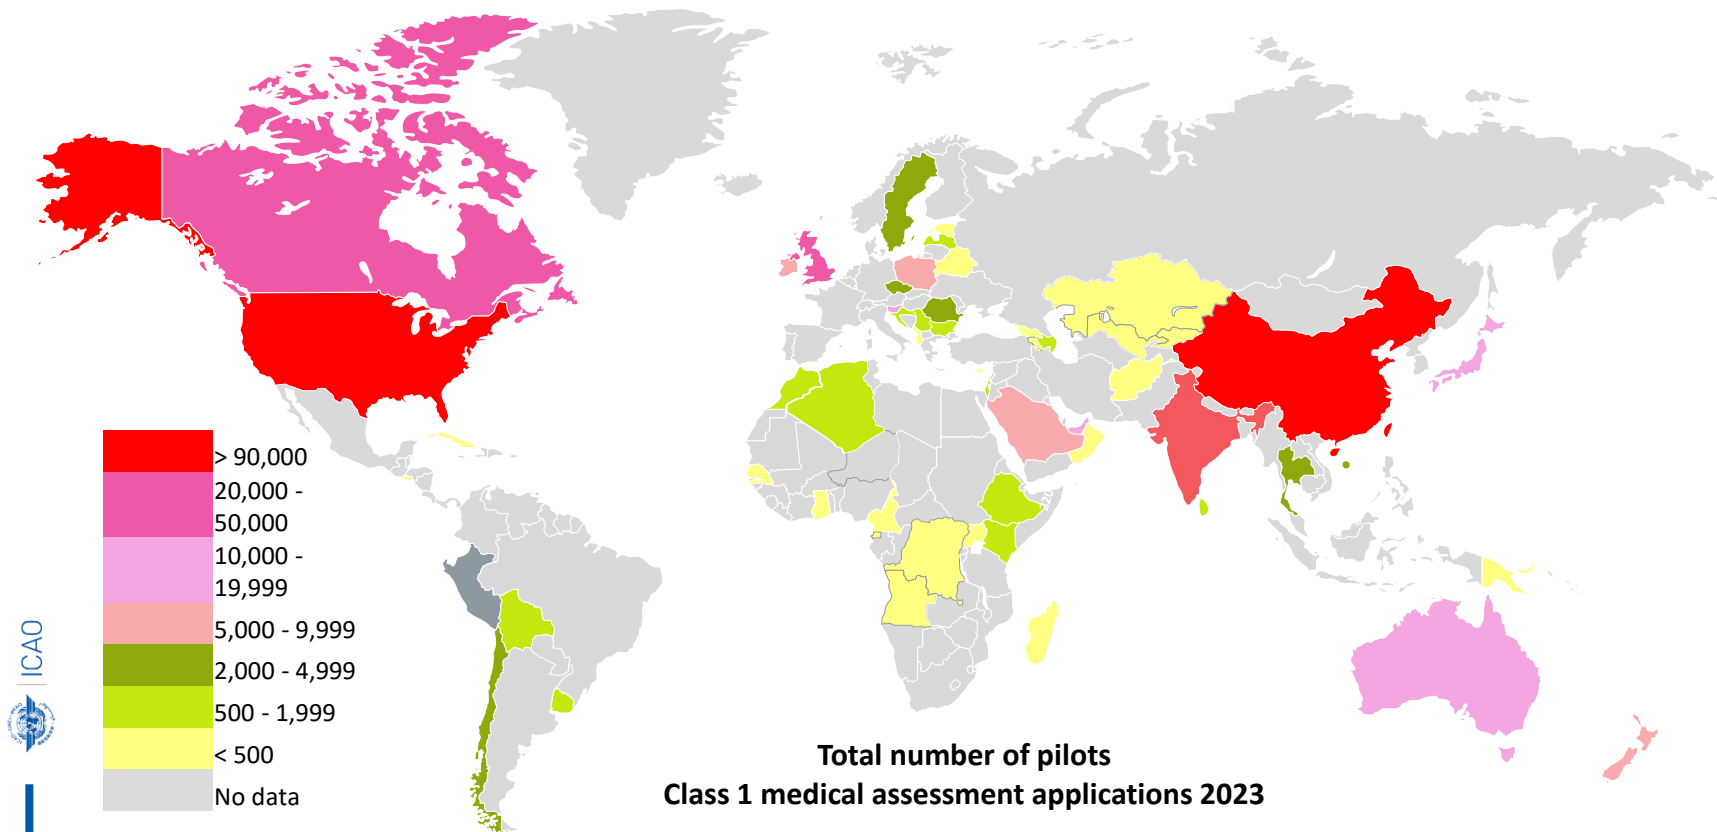 > 90,000
20,000 -
50,000
10,000 -
19,999
5,000 - 9,999
2,000 - 4,999
500 - 1,999
< 500
No data
ICAO
Total number of pilots
Class 1 medical assessment applications 2023